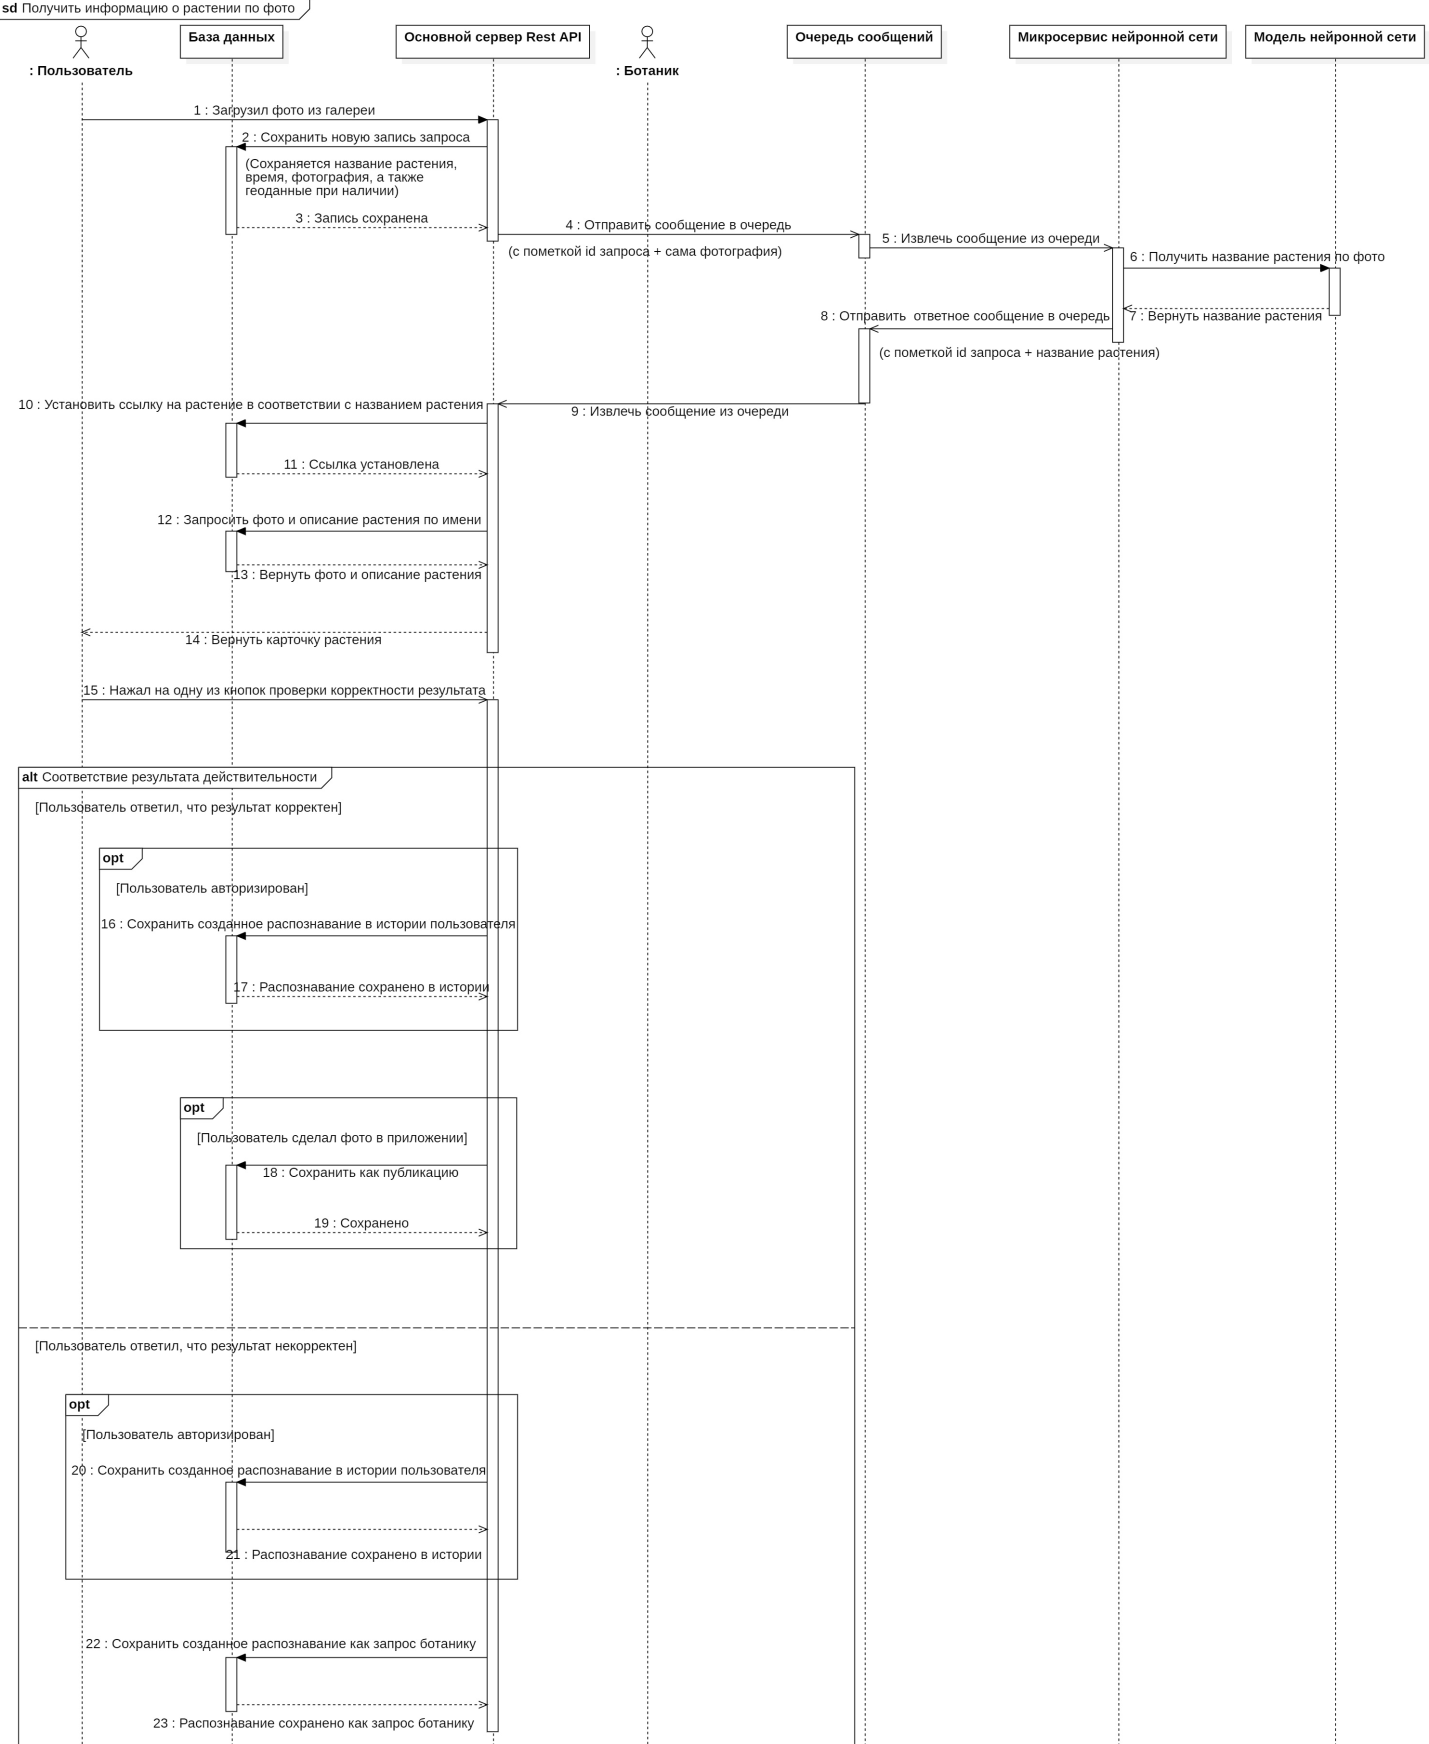 sd Получить информацию о растении по фото
: Пользователь
База данных
Основной сервер Rest API
: Ботаник
Очередь сообщений
Микросервис нейронной сети
Модель нейронной сети
1 : Загрузил фото из галереи
2 : Сохранить новую запись запроса
(Сохраняется название растения,
время, фотография, а также
геоданные при наличии)
3 : Запись сохранена
4 : Отправить сообщение в очередь
(с пометкой id запроса + сама фотография)
5 : Извлечь сообщение из очереди
6 : Получить название растения по фото
7 : Вернуть название растения
8 : Отправить  ответное сообщение в очередь
(с пометкой id запроса + название растения)
9 : Извлечь сообщение из очереди
10 : Установить ссылку на растение в соответствии с названием растения
11 : Ссылка установлена
12 : Запросить фото и описание растения по имени
13 : Вернуть фото и описание растения
14 : Вернуть карточку растения
15 : Нажал на одну из кнопок проверки корректности результата
alt Соответствие результата действительности
[Пользователь ответил, что результат корректен]
opt
[Пользователь авторизирован]
16 : Сохранить созданное распознавание в истории пользователя
17 : Распознавание сохранено в истории
opt
[Пользователь сделал фото в приложении]
18 : Сохранить как публикацию
19 : Сохранено
[Пользователь ответил, что результат некорректен]
opt
[Пользователь авторизирован]
20 : Сохранить созданное распознавание в истории пользователя
21 : Распознавание сохранено в истории
22 : Сохранить созданное распознавание как запрос ботанику
23 : Распознавание сохранено как запрос ботанику